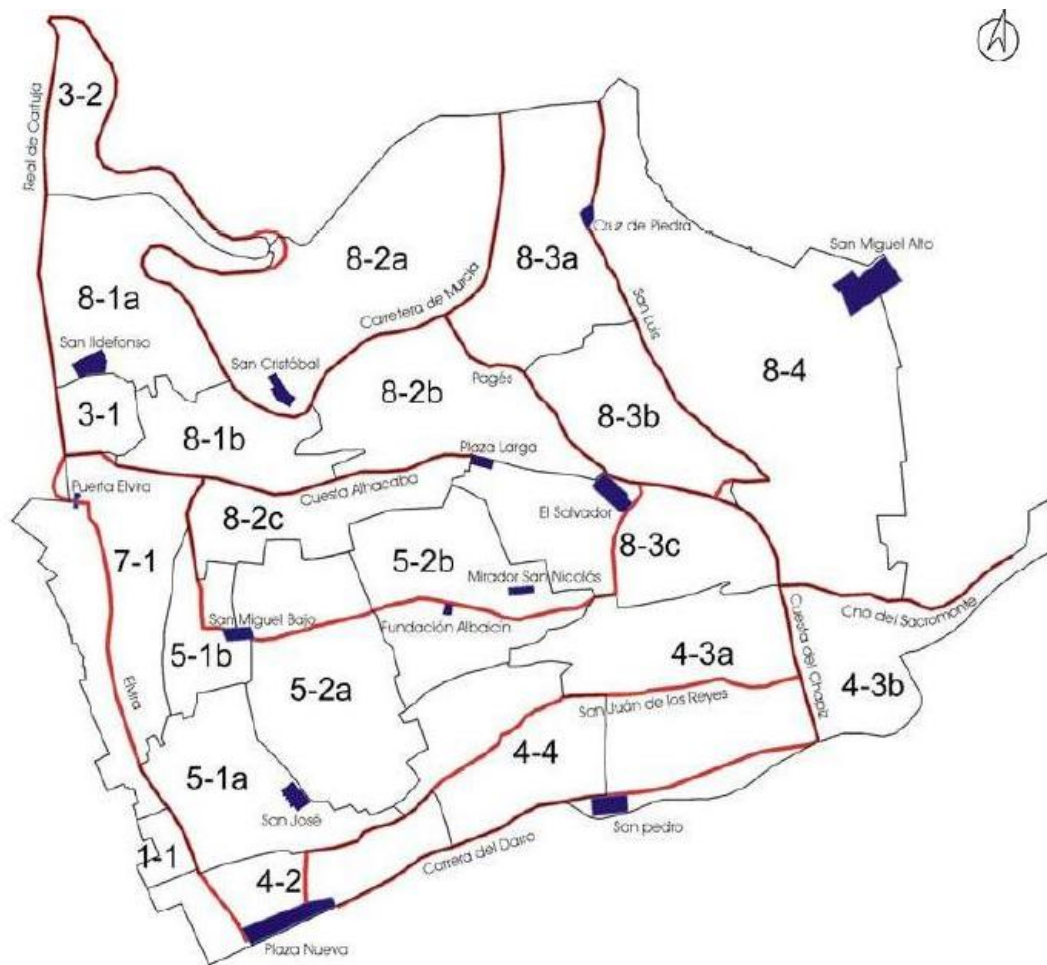 3-2
Real de Cartuja
Cruz de Piedra
San Miguel Alto
8-2a
8-3a
8-1a
Carretera de Murcia
San Luis
San Ildefonso
San Cristóbal
8-4
Pagés
8-2b
3-1
8-1b
8-3b
Plaza Larga
Puerta Elvira
Cuesta Alhacaba
El Salvador
8-2c
7-1
5-2b
8-3c
Mirador San Nicolás
San Miguel Bajo
Fundación Albaicin
Cno del Sacromonte
Cuesta del Chapiz
5-1b
4-3a
Elvira
5-2a
4-3b
San Juán de los Reyes
4-4
5-1a
San José
San pedro
1-1
Carrera del Darro
4-2
Plaza Nueva